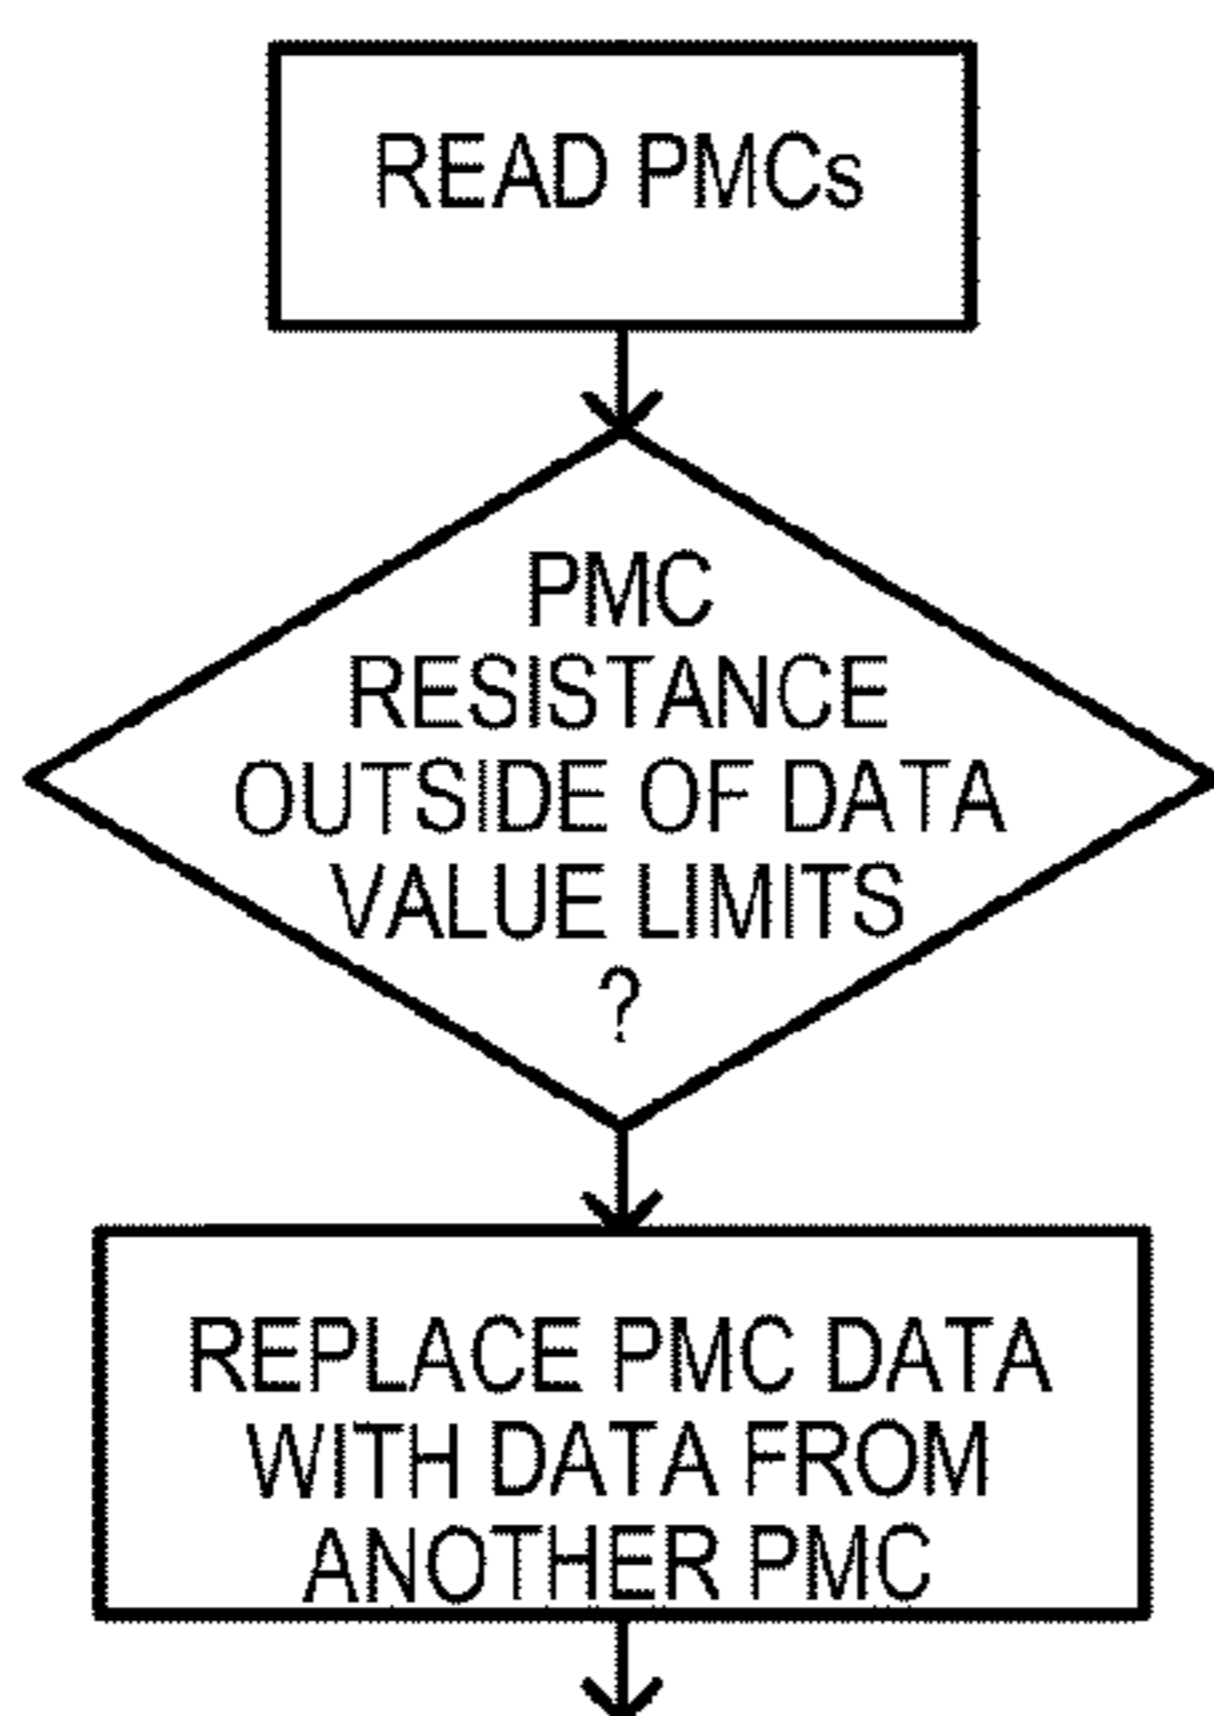 READ PMCs
PMC
RESISTANCE
OUTSIDE OF DATA
VALUE LIMITS
?
REPLACE PMC DATA
WITH DATA FROM
ANOTHER PMC